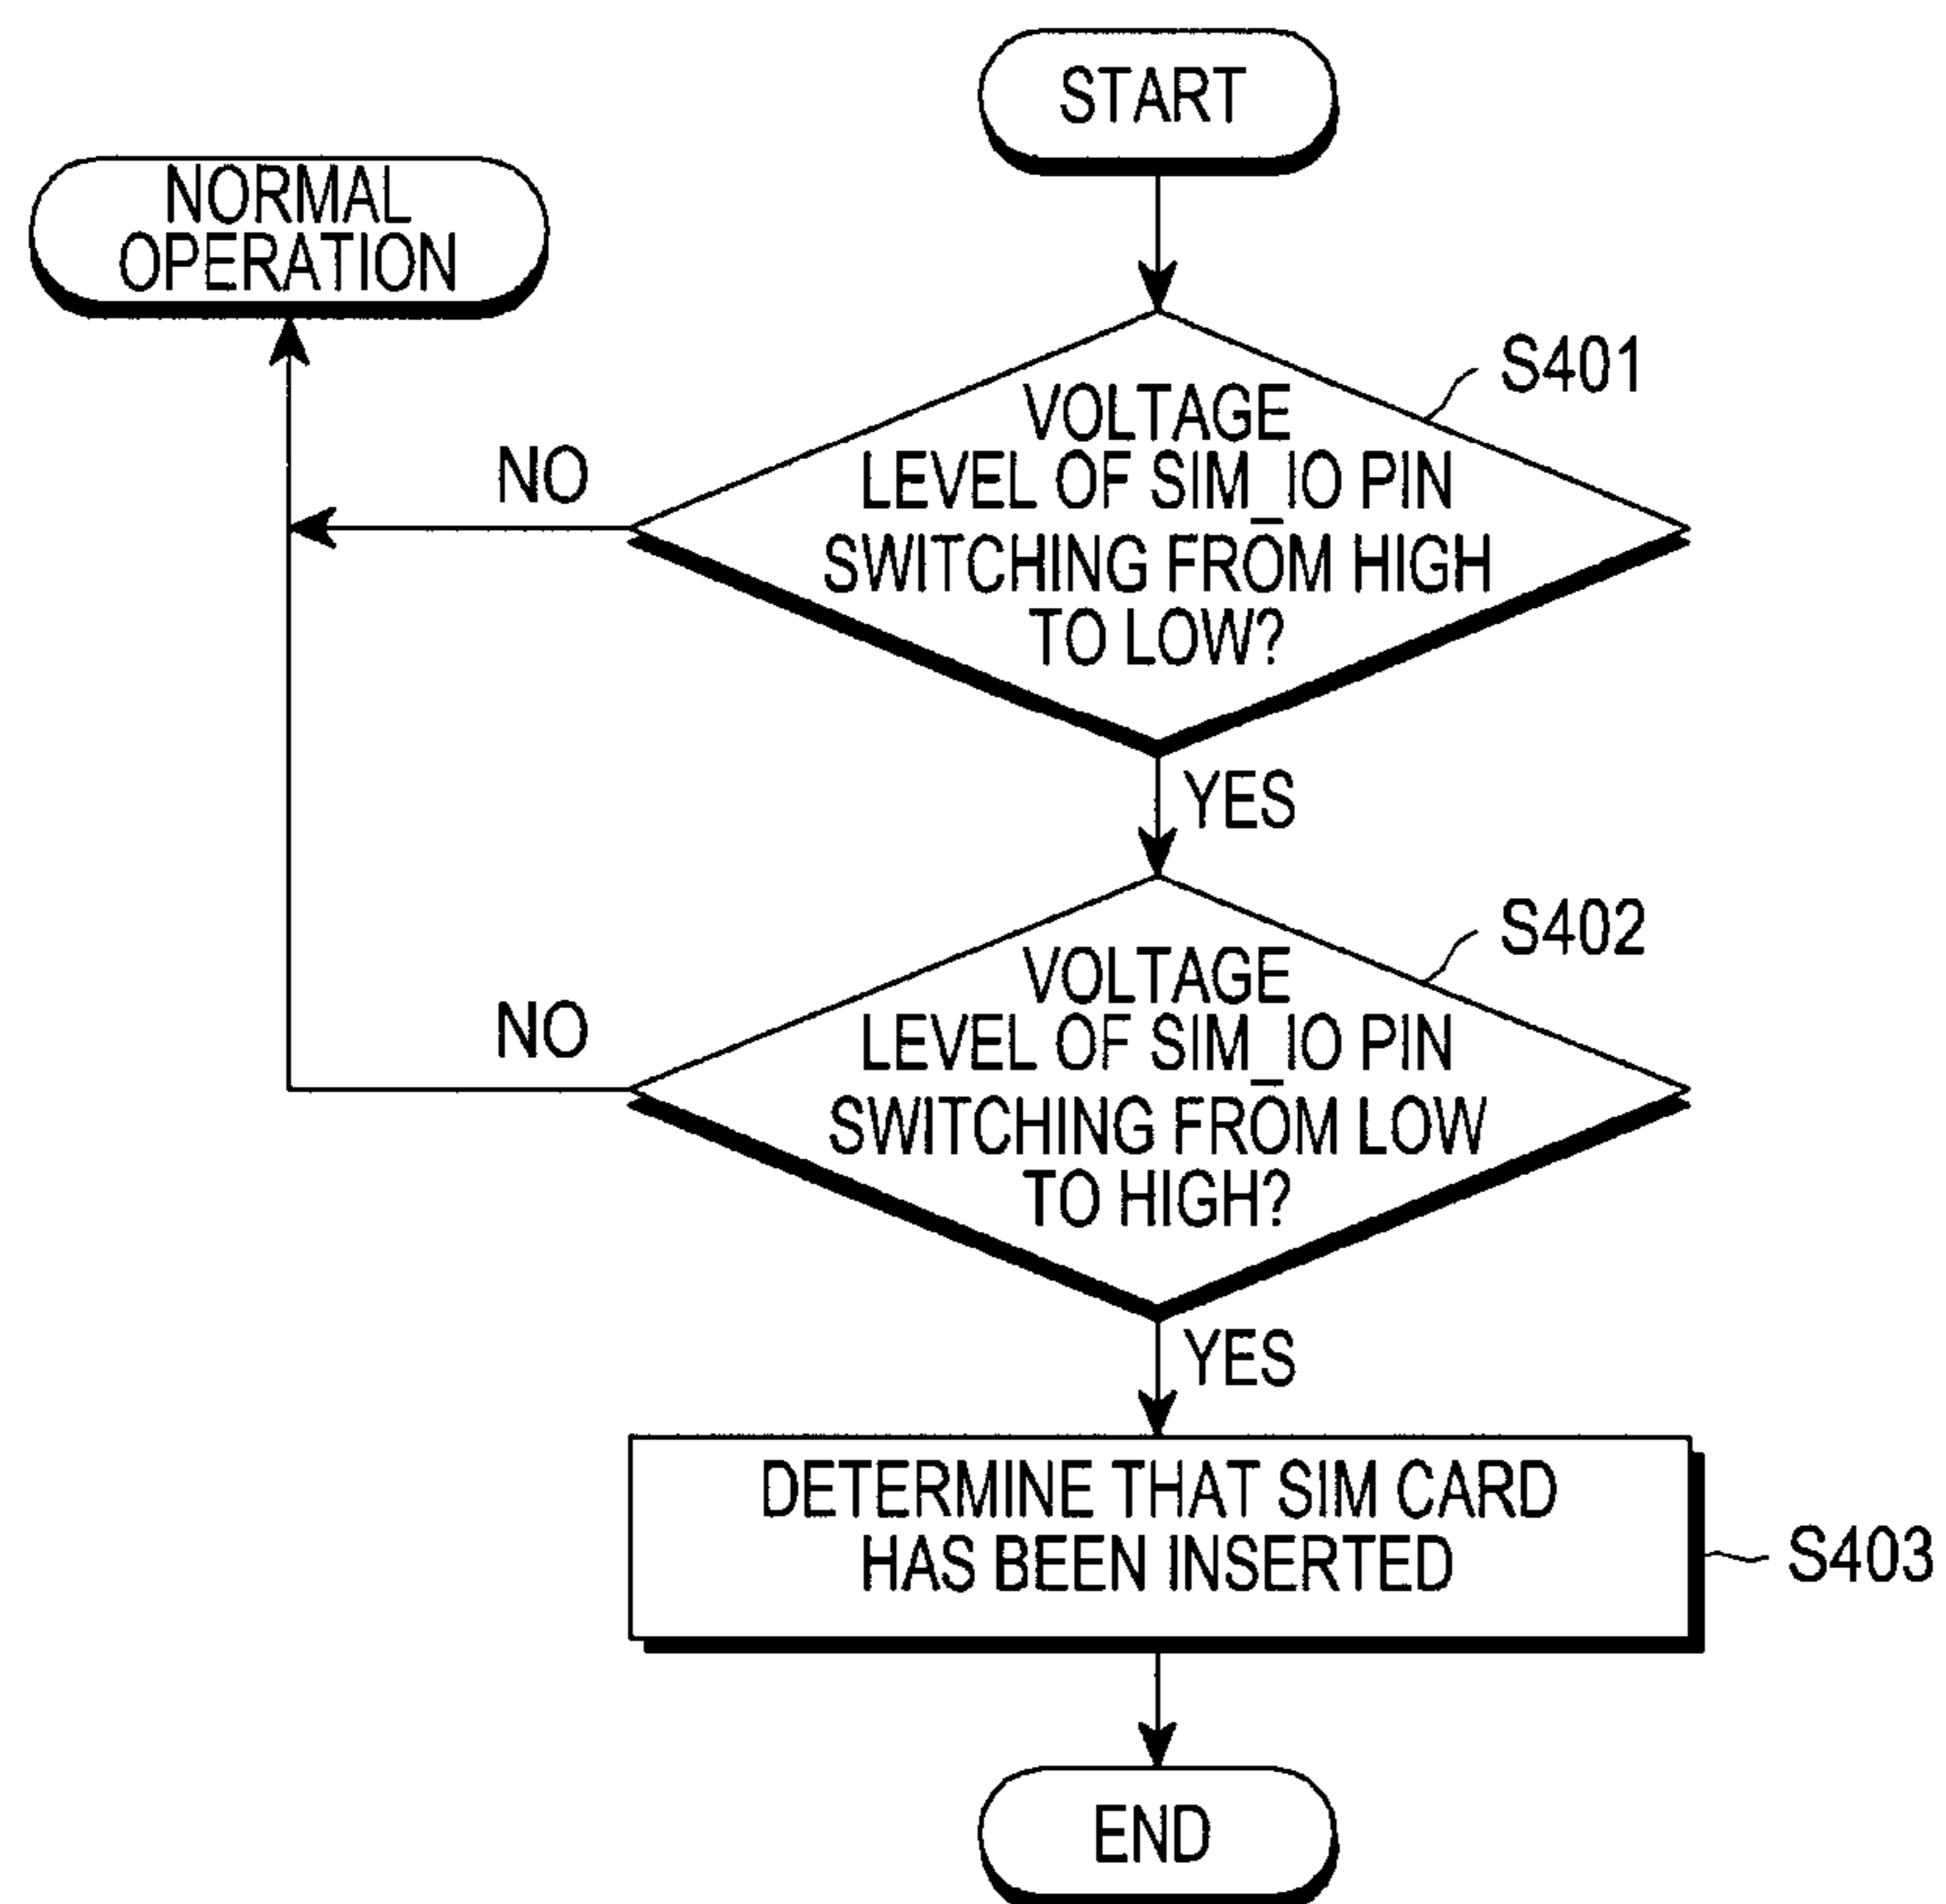 START
NORMAL
OPERATION
S401
VOLTAGE
LEVEL OF SIM_IO PIN
SWITCHING FROM HIGH
TO LOW?
NO
YES
S402
VOLTAGE
LEVEL OF SIM_IO PIN
SWITCHING FROM LOW
TO HIGH?
NO
YES
DETERMINE THAT SIM CARD
HAS BEEN INSERTED
S403
END